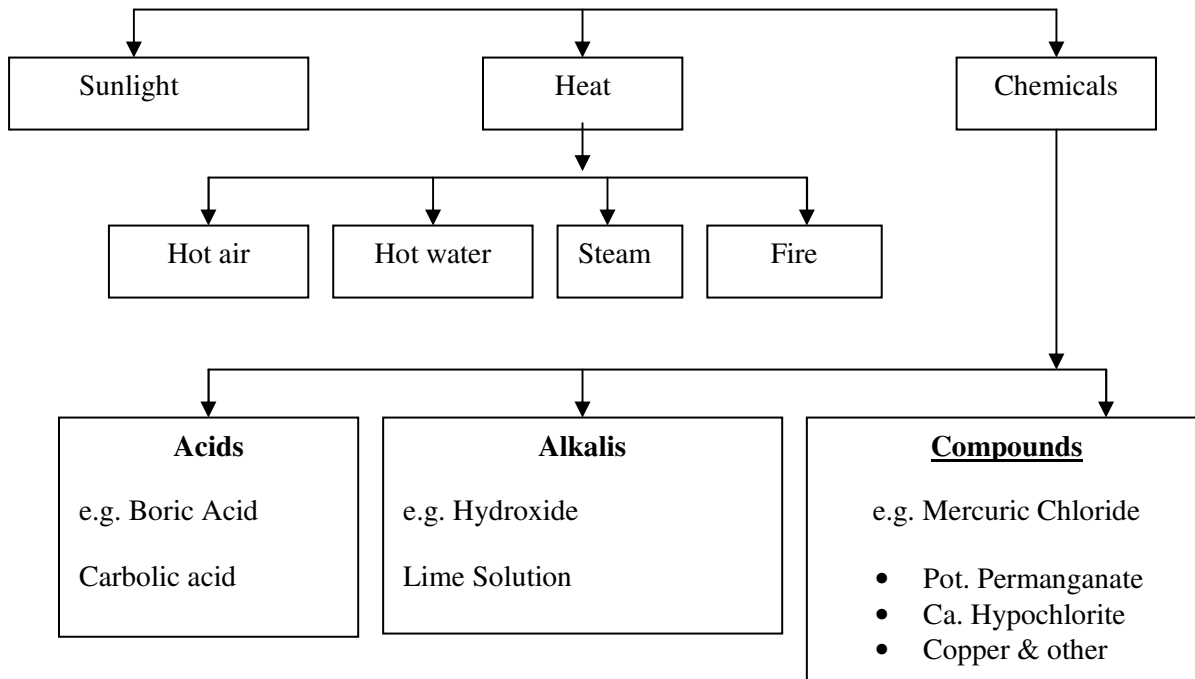 Sunlight
Heat
Chemicals
Hot air
Hot water
Steam
Fire
Acids
e.g. Boric Acid
Carbolic acid
Alkalis
e.g. Hydroxide
Lime Solution
Compounds
e.g. Mercuric Chloride
• Pot. Permanganate
• Ca. Hypochlorite
• Copper & other